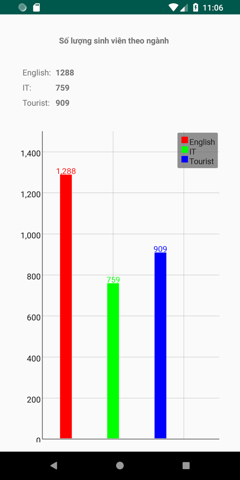 11:06
Số lượng sinh viên theo ngành
English: 1288
IT: 759
Tourist: 909
English
IT
Tourist
1,400
1,288
1,200
1,000
909
800
759
600
400
200
0